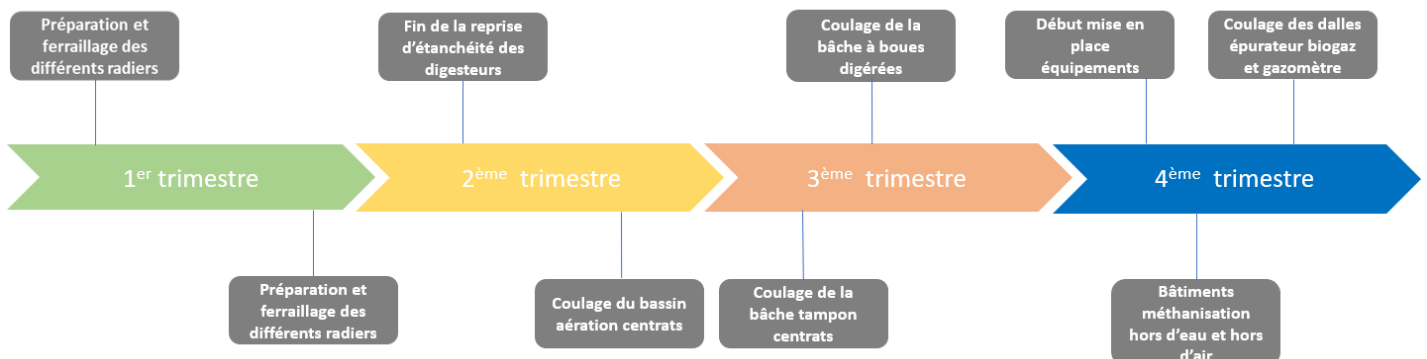 Préparation et
ferraillage des
différents radiers
Fin de la reprise
d'étanchéité des
digesteurs
Coulage de la
bâche à boues
digérées
Début mise en
place
équipements
Coulage des dalles
épurateur biogaz
et gazomètre
1er trimestre
2ème trimestre
3ème trimestre
4ème trimestre
Préparation et
ferraillage des
différents radiers
Coulage du bassin
aération centrats
Coulage de la
bâche tampon
centrats
Bâtiments
méthanisation
hors d'eau et hors
d'air